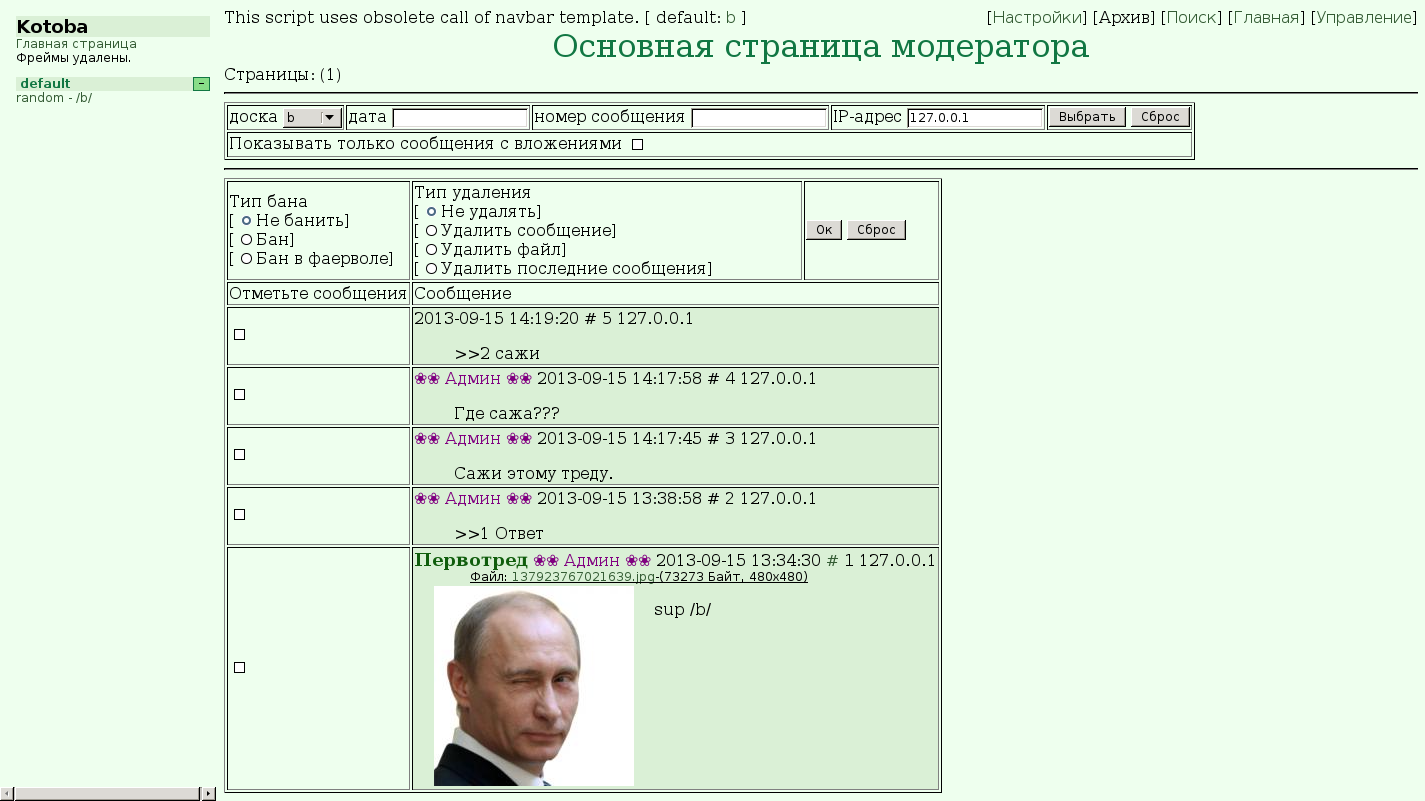 Kotoba
Главная страница
Фреймы удалены.
default -
random - /b/
This script uses obsolete call of navbar template. [ default: b ] [Настройки] [Архив] [Поиск] [Главная] [Управление]
Основная страница модератора
Страницы: (1)
доска b дата номер сообщения IP-адрес 127.0.0.1 Выбрать Сброс
Показывать только сообщения с вложениями
Тип бана
[ Не банить]
[ Бан]
[ Бан в фаерволе]
Тип удаления
[ Не удалять]
[ Удалить сообщение]
[ Удалить файл]
[ Удалить последние сообщения]
Ок Сброс
Отметьте сообщения Сообщение
2013-09-15 14:19:20 # 5 127.0.0.1
>>2 сажи
❀❀ Админ ❀❀ 2013-09-15 14:17:58 # 4 127.0.0.1
Где сажа???
❀❀ Админ ❀❀ 2013-09-15 14:17:45 # 3 127.0.0.1
Сажи этому треду.
❀❀ Админ ❀❀ 2013-09-15 13:38:58 # 2 127.0.0.1
>>1 Ответ
Первотред ❀❀ Админ ❀❀ 2013-09-15 13:34:30 # 1 127.0.0.1
Файл: 137923767021639.jpg-(73273 Байт, 480x480)
sup /b/